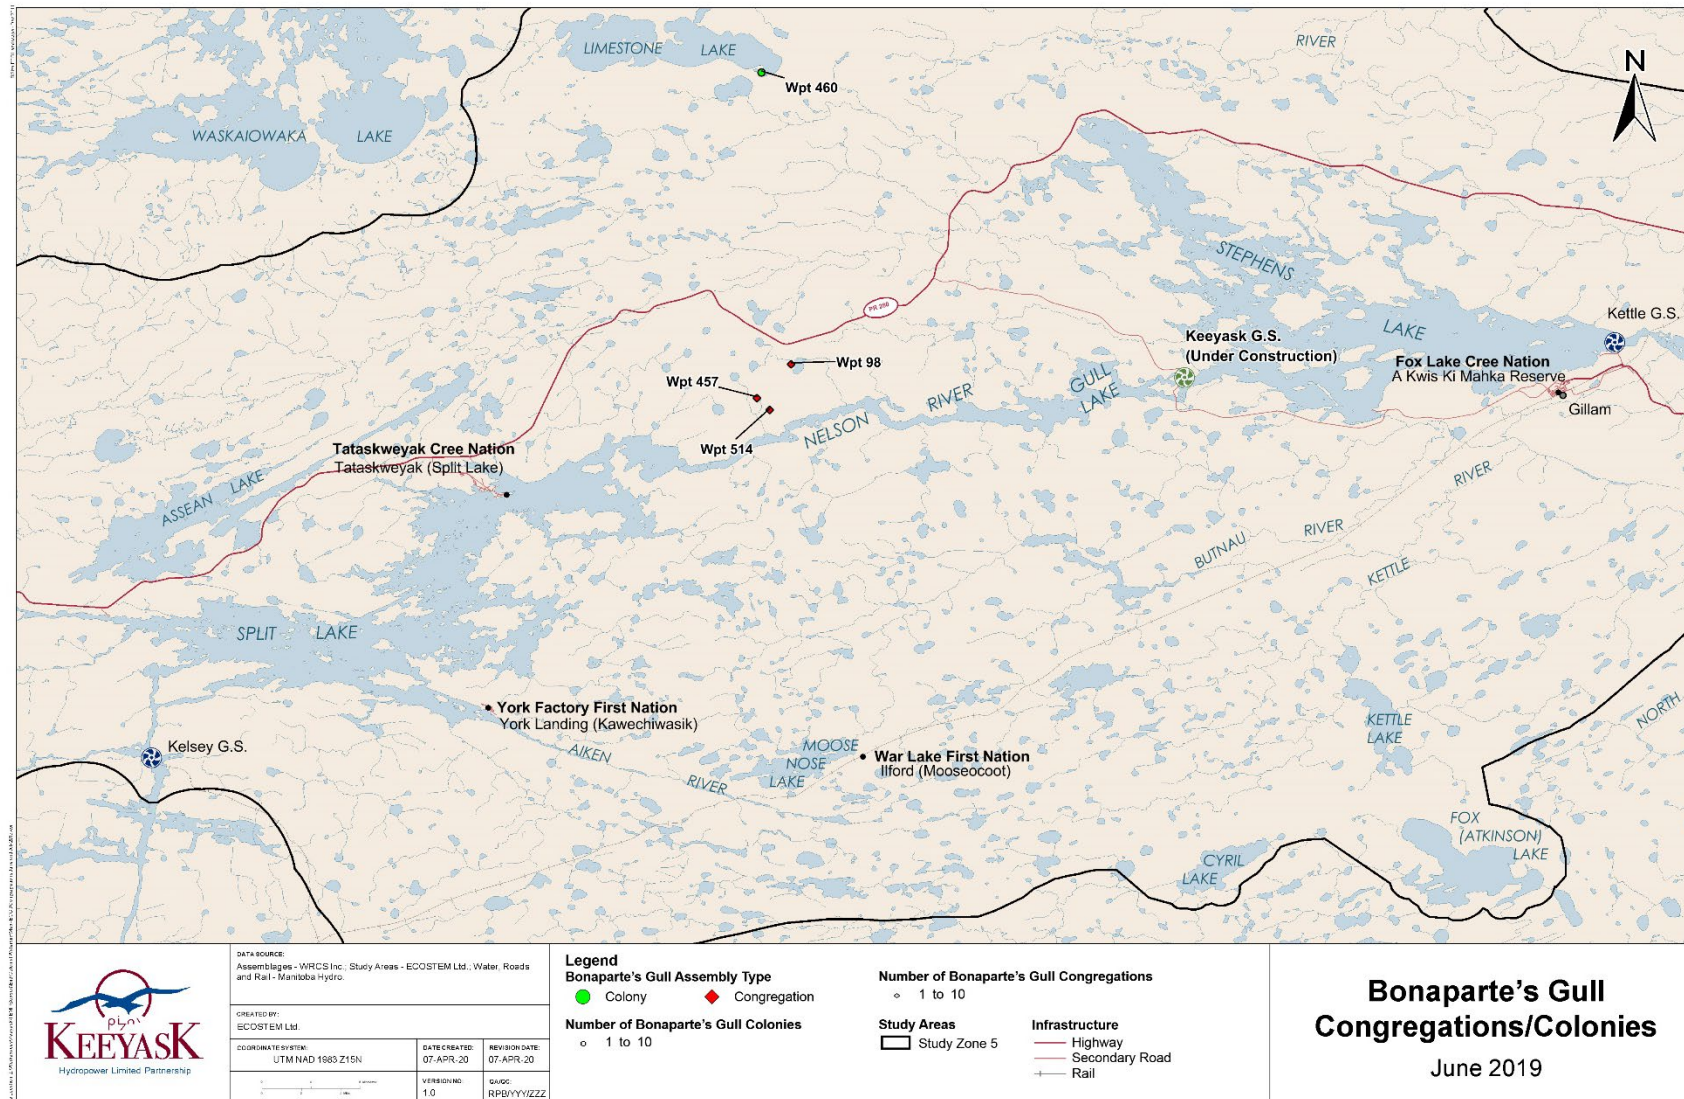 LIMESTONE LAKE
RIVER
N
Wpt 460
WASKAIOWAKA LAKE
STEPHENS
LAKE
PR 280
Kettle G.S.
Keeyask G.S.
(Under Construction)
Wpt 98
Fox Lake Cree Nation
A Kwis Ki Mahka Reserve
Gillam
GULL
LAKE
Wpt 457
NELSON RIVER
Wpt 514
Tataskweyak Cree Nation
Tataskweyak (Split Lake)
ASSEAN LAKE
RIVER
BUTNAU RIVER
KETTLE
SPLIT LAKE
York Factory First Nation
York Landing (Kawechiwasik)
Kelsey G.S.
AIKEN
RIVER
MOOSE
NOSE
LAKE
War Lake First Nation
Ilford (Mooseocoot)
KETTLE
LAKE
NORTH
FOX
(ATKINSON)
LAKE
CYRIL
LAKE
KEEYASK
Hydropower Limited Partnership
DATA SOURCE:
Assemblages - WRCS Inc.; Study Areas - ECOSTEM Ltd.; Water, Roads
and Rail - Manitoba Hydro.
CREATED BY:
ECOSTEM Ltd.
COORDINATE SYSTEM:
UTM NAD 1983 Z15N
DATE CREATED:
07-APR-20
REVISION DATE:
07-APR-20
VERSION NO:
1.0
QA/QC:
RPB/YYY/ZZZ
Legend
Bonaparte's Gull Assembly Type
Colony
Congregation
Number of Bonaparte's Gull Colonies
1 to 10
Number of Bonaparte's Gull Congregations
1 to 10
Study Areas
Study Zone 5
Infrastructure
Highway
Secondary Road
Rail
Bonaparte's Gull
Congregations/Colonies
June 2019